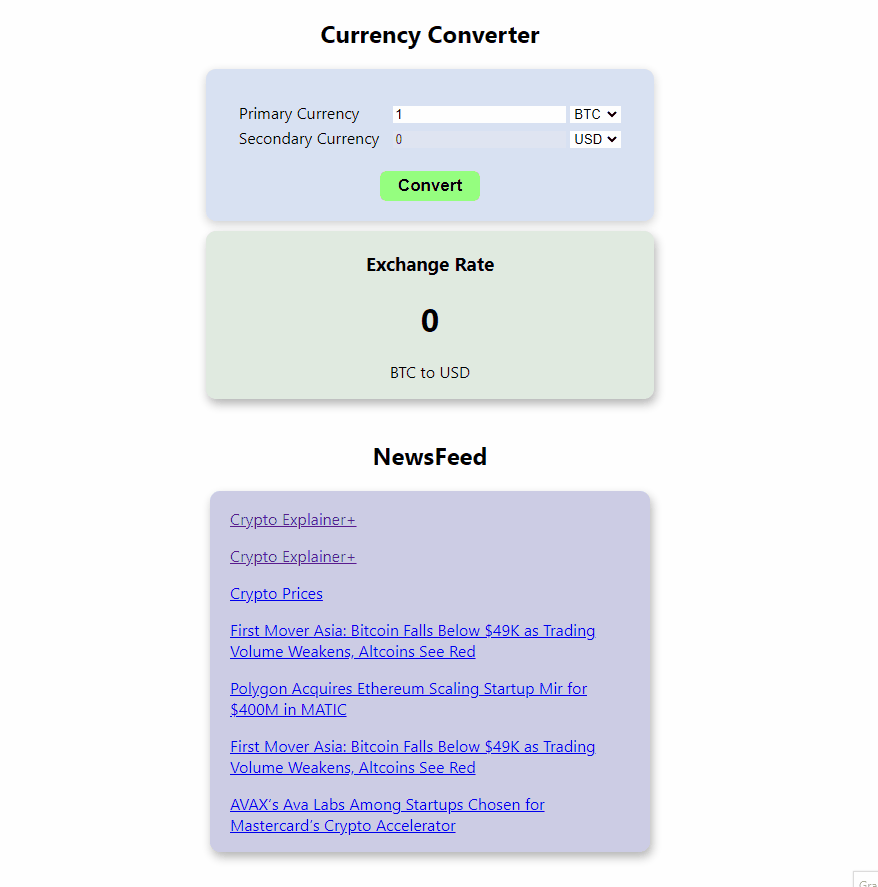 Currency Converter
Primary Currency 1 BTC
Secondary Currency 0 USD
Convert
Exchange Rate
0
BTC to USD
NewsFeed
Crypto Explainer+
Crypto Explainer+
Crypto Prices
First Mover Asia: Bitcoin Falls Below $49K as Trading
Volume Weakens, Altcoins See Red
Polygon Acquires Ethereum Scaling Startup Mir for
$400M in MATIC
First Mover Asia: Bitcoin Falls Below $49K as Trading
Volume Weakens, Altcoins See Red
AVAX’s Ava Labs Among Startups Chosen for
Mastercard’s Crypto Accelerator